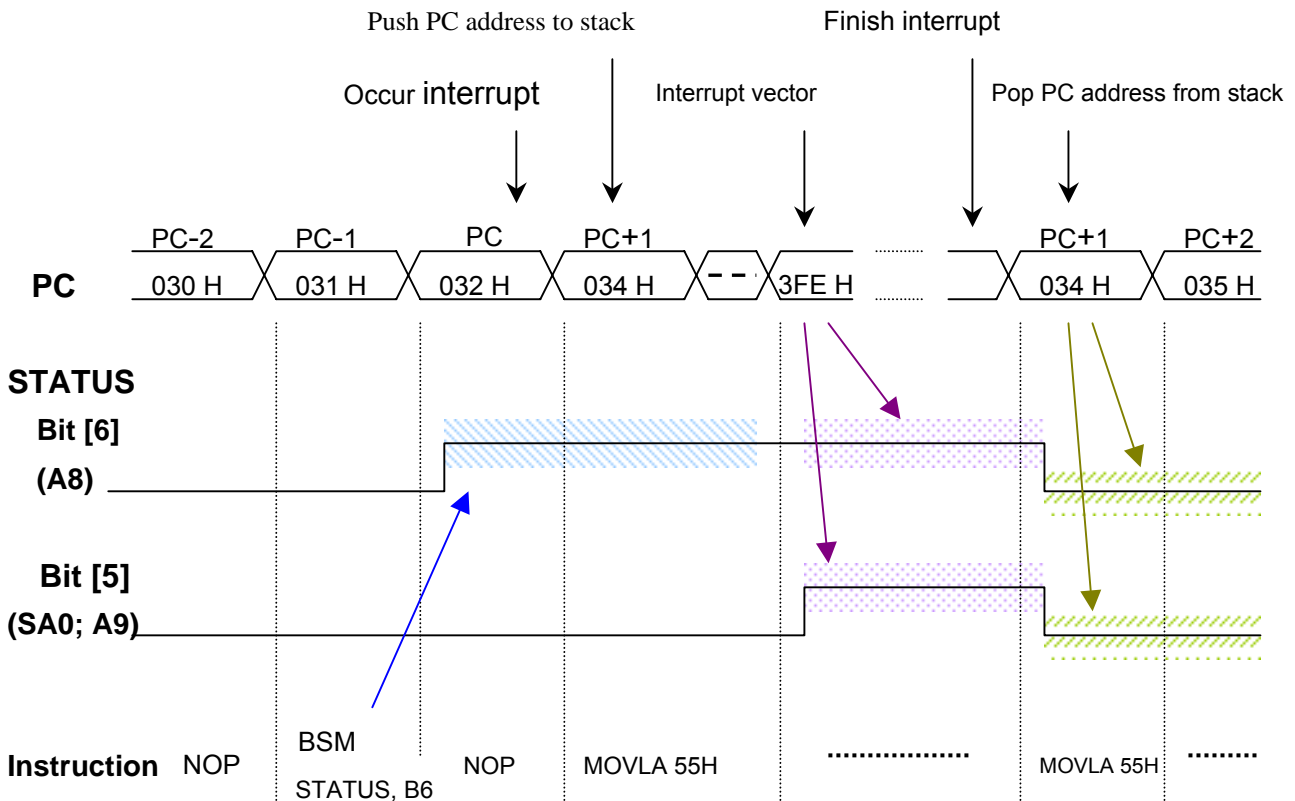 Push PC address to stack
Finish interrupt
Occur interrupt
Interrupt vector
Pop PC address from stack
PC-2 PC-1 PC PC+1 PC+1 PC+2
PC 030 H 031 H 032 H 034 H 3FE H 034 H 035 H
STATUS
Bit [6]
(A8)
Bit [5]
(SA0; A9)
Instruction NOP BSM NOP MOVLA 55H MOVLA 55H
STATUS, B6